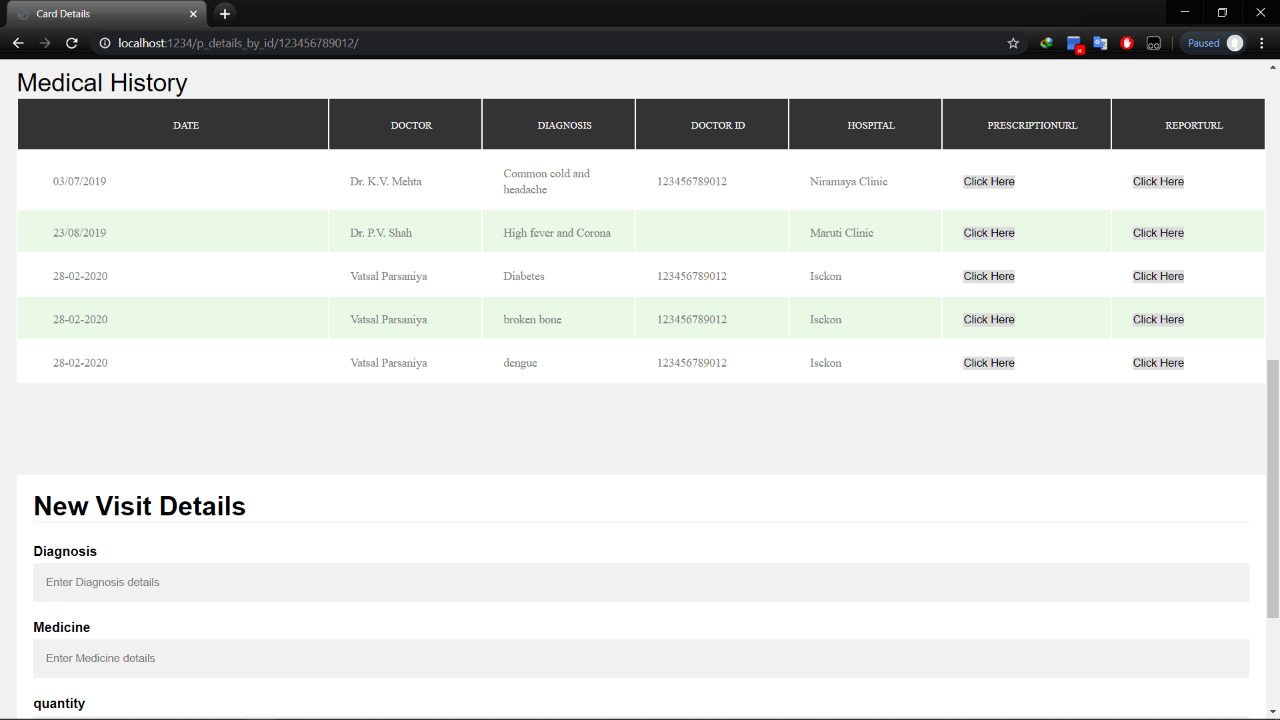 Card Details
localhost:1234/p_details_by_id/123456789012/
Paused
Medical History
DATE DOCTOR DIAGNOSIS DOCTOR ID HOSPITAL PRESCRIPTIONURL REPORTURL
03/07/2019 Dr. K.V. Mehta Common cold and headache 123456789012 Niramaya Clinic Click Here Click Here
23/08/2019 Dr. P.V. Shah High fever and Corona Maruti Clinic Click Here Click Here
28-02-2020 Vatsal Parsaniya Diabetes 123456789012 Isckon Click Here Click Here
28-02-2020 Vatsal Parsaniya broken bone 123456789012 Isckon Click Here Click Here
28-02-2020 Vatsal Parsaniya dengue 123456789012 Isckon Click Here Click Here
New Visit Details
Diagnosis
Enter Diagnosis details
Medicine
Enter Medicine details
quantity